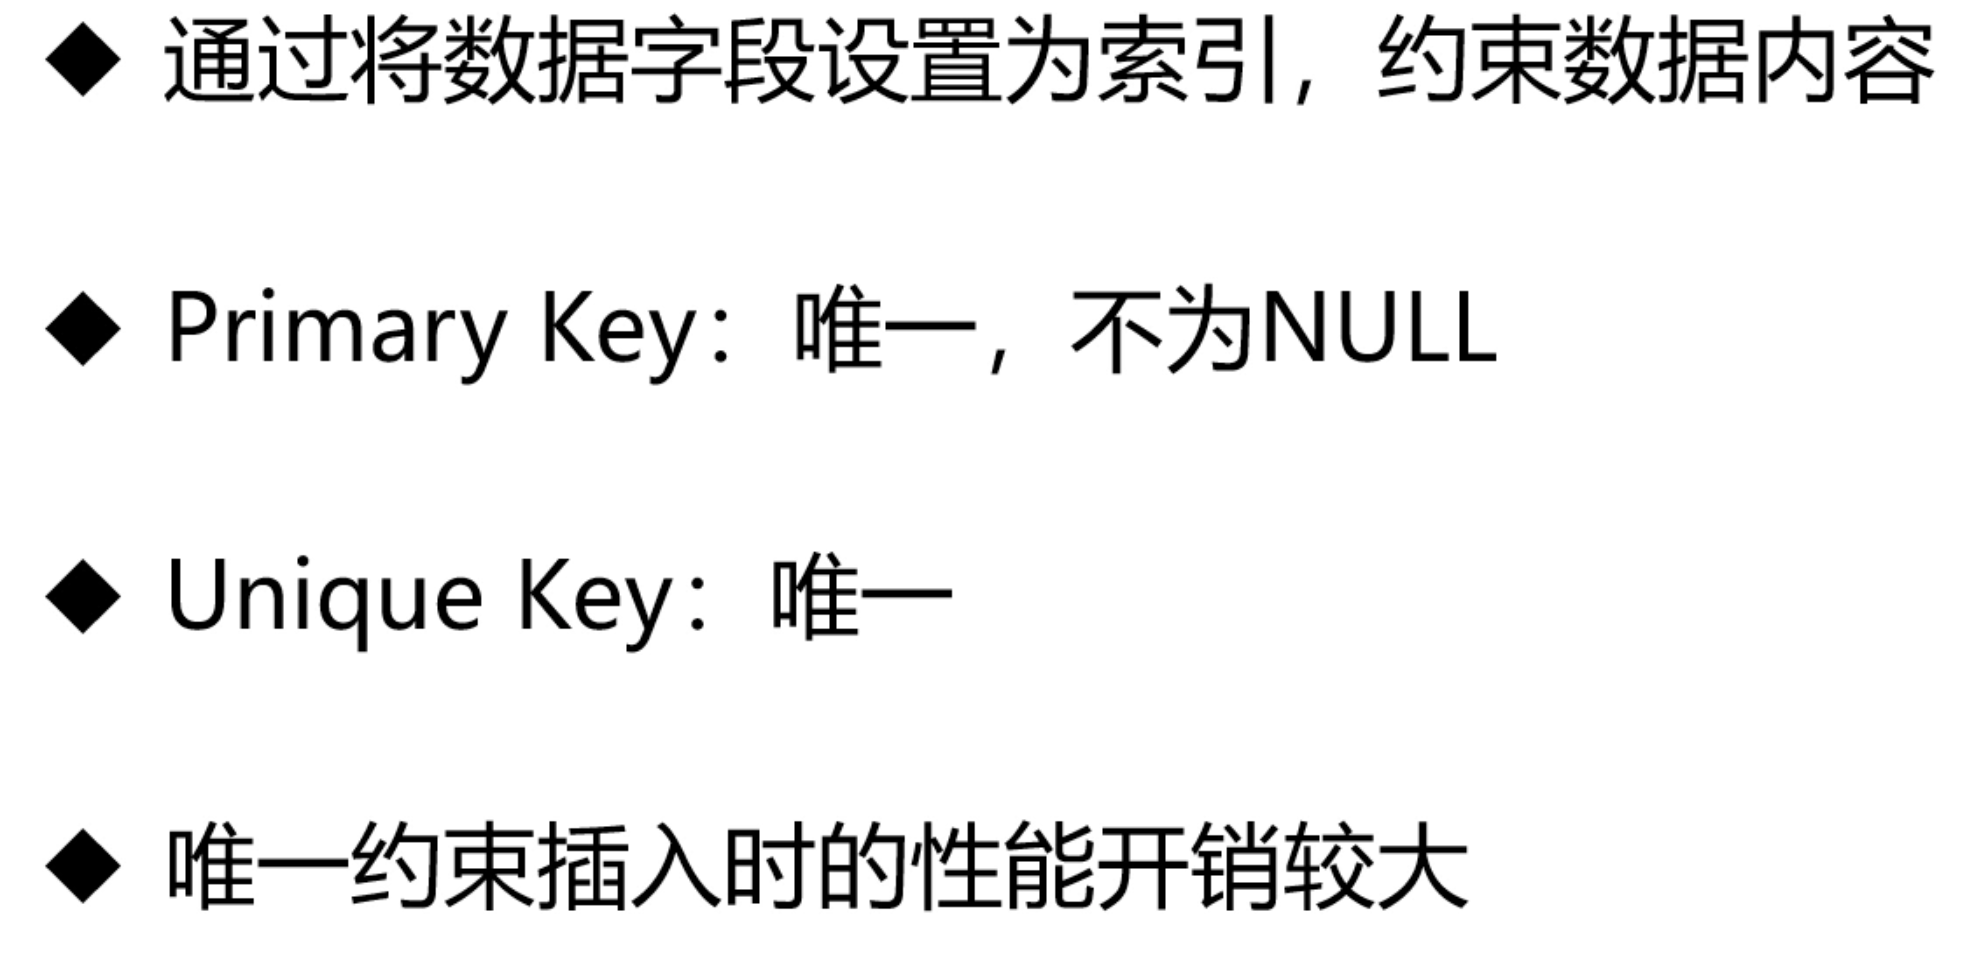 ◆ 通过将数据字段设置为索引，约束数据内容
◆ Primary Key：唯一，不为NULL
◆ Unique Key：唯一
◆ 唯一约束插入时的性能开销较大